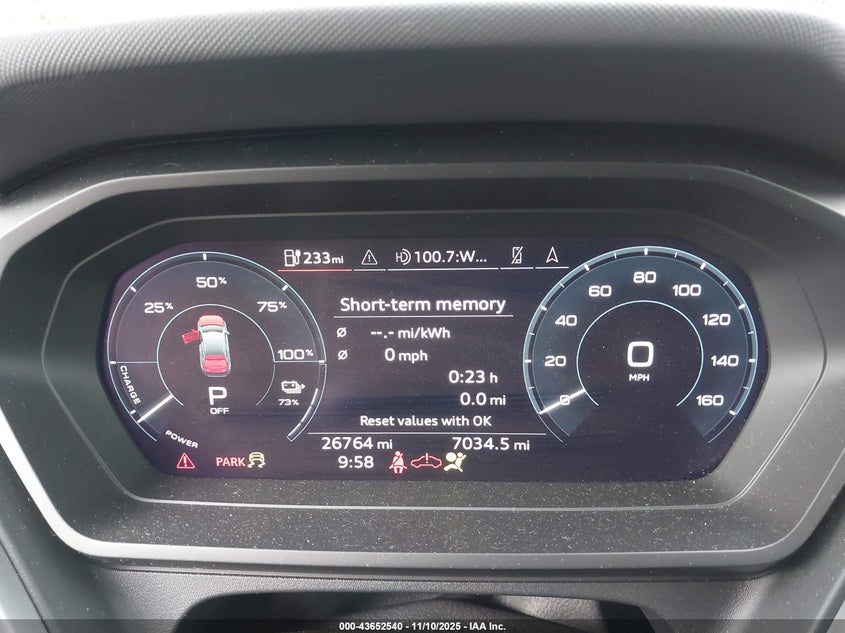 233mi
HD 100.7:W...
50%
25%
75%
100%
CHARGE
POWER
P
OFF
73%
Short-term memory
Ø --.- mi/kWh
Ø 0 mph
0:23 h
0.0 mi
Reset values with OK
26764 mi 7034.5 mi
PARK
9:58
80
60 100
40 120
20 140
0 160
0
MPH
000-43652540 - 11/10/2025 - IAA Inc.